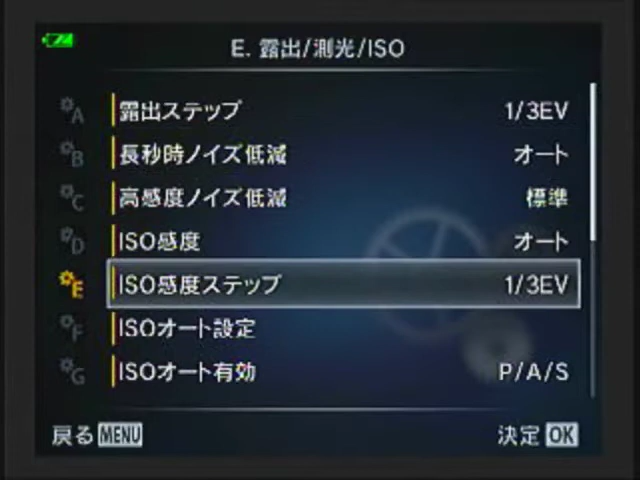 E. 露出/測光/ISO
A 露出ステップ 1/3EV
B 長秒時ノイズ低減 オート
C 高感度ノイズ低減 標準
D ISO感度 オート
E ISO感度ステップ 1/3EV
F ISOオート設定
G ISOオート有効 P/A/S
戻る MENU 決定 OK